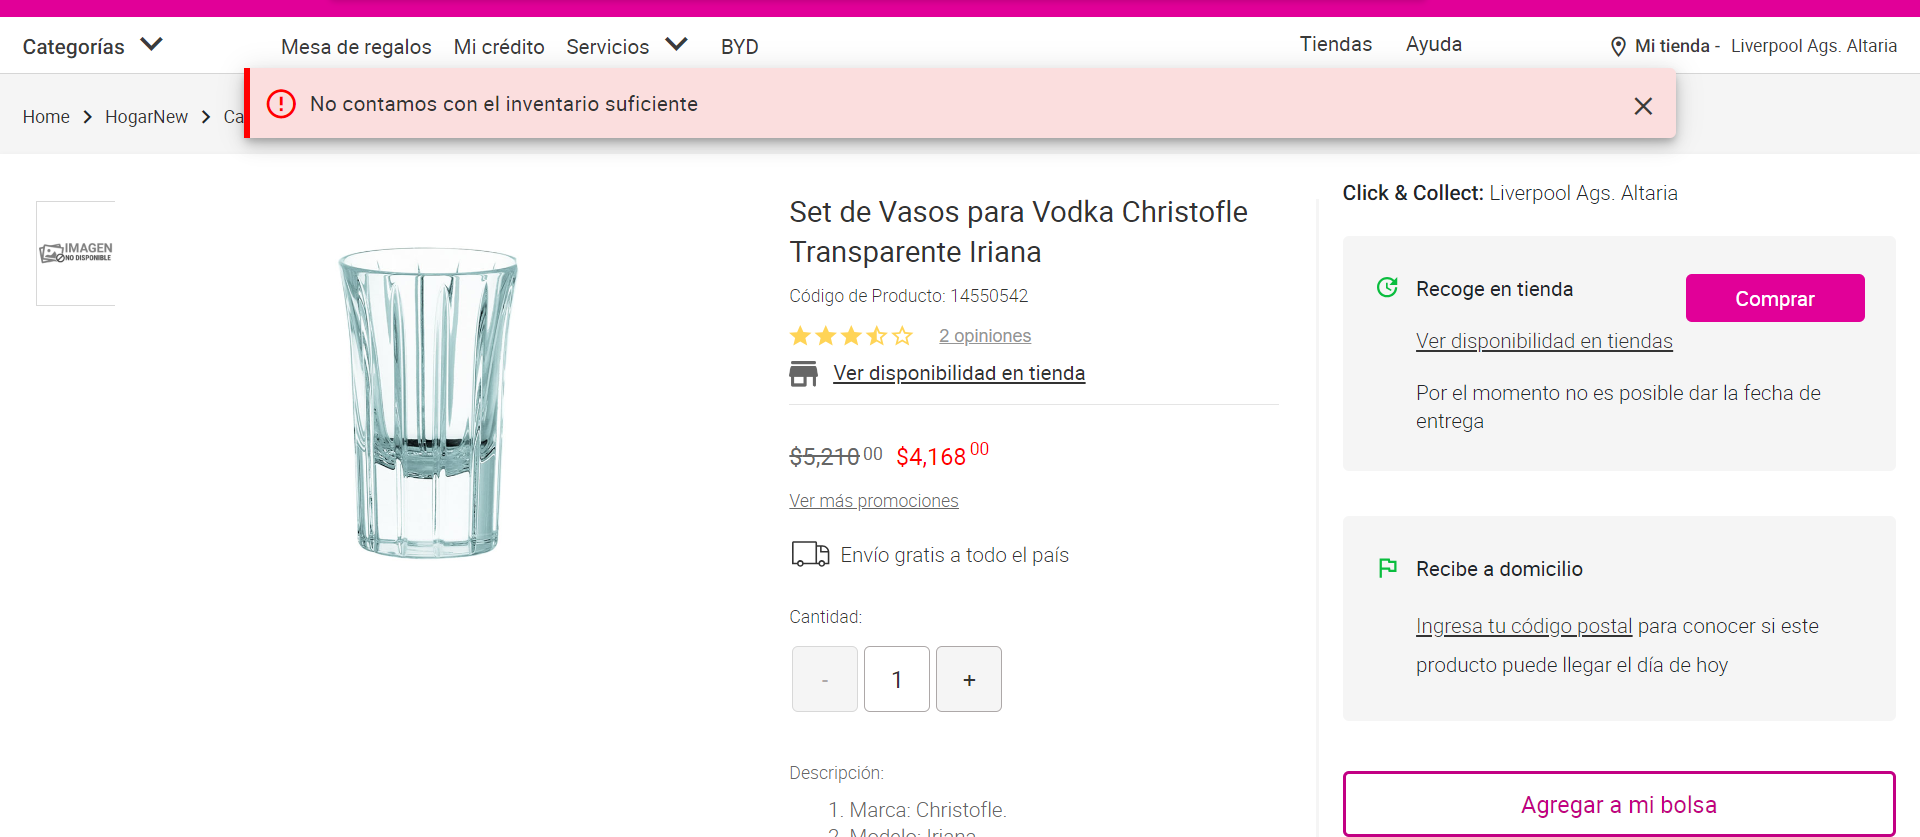 Categorías
Mesa de regalos
Mi crédito
Servicios
BYD
Tiendas
Ayuda
Mi tienda - Liverpool Ags. Altaria
No contamos con el inventario suficiente
Home > HogarNew > Ca
IMAGEN
NO DISPONIBLE
Set de Vasos para Vodka Christofle
Transparente Iriana
Código de Producto: 14550542
2 opiniones
Ver disponibilidad en tienda
$5,210 00 $4,168 00
Ver más promociones
Envío gratis a todo el país
Cantidad:
- 1 +
Descripción:
1. Marca: Christofle.
2. Modelo: Iriana
Click & Collect: Liverpool Ags. Altaria
Recoge en tienda
Comprar
Ver disponibilidad en tiendas
Por el momento no es posible dar la fecha de
entrega
Recibe a domicilio
Ingresa tu código postal para conocer si este
producto puede llegar el día de hoy
Agregar a mi bolsa